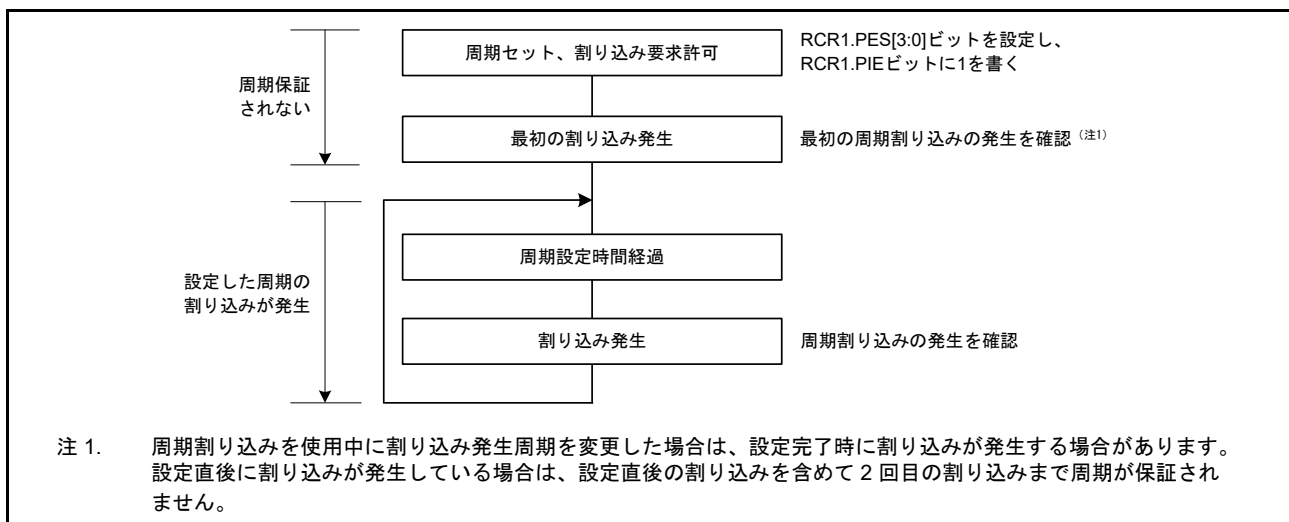 周期セット、割り込み要求許可
RCR1.PES[3:0]ビットを設定し、
RCR1.PIEビットに1を書く
周期保証
されない
最初の割り込み発生
最初の周期割り込みの発生を確認（注1）
周期設定時間経過
設定した周期の
割り込みが発生
割り込み発生
周期割り込みの発生を確認
注 1. 周期割り込みを使用中に割り込み発生周期を変更した場合は、設定完了時に割り込みが発生する場合があります。
設定直後に割り込みが発生している場合は、設定直後の割り込みを含めて 2 回目の割り込みまで周期が保証され
ません。